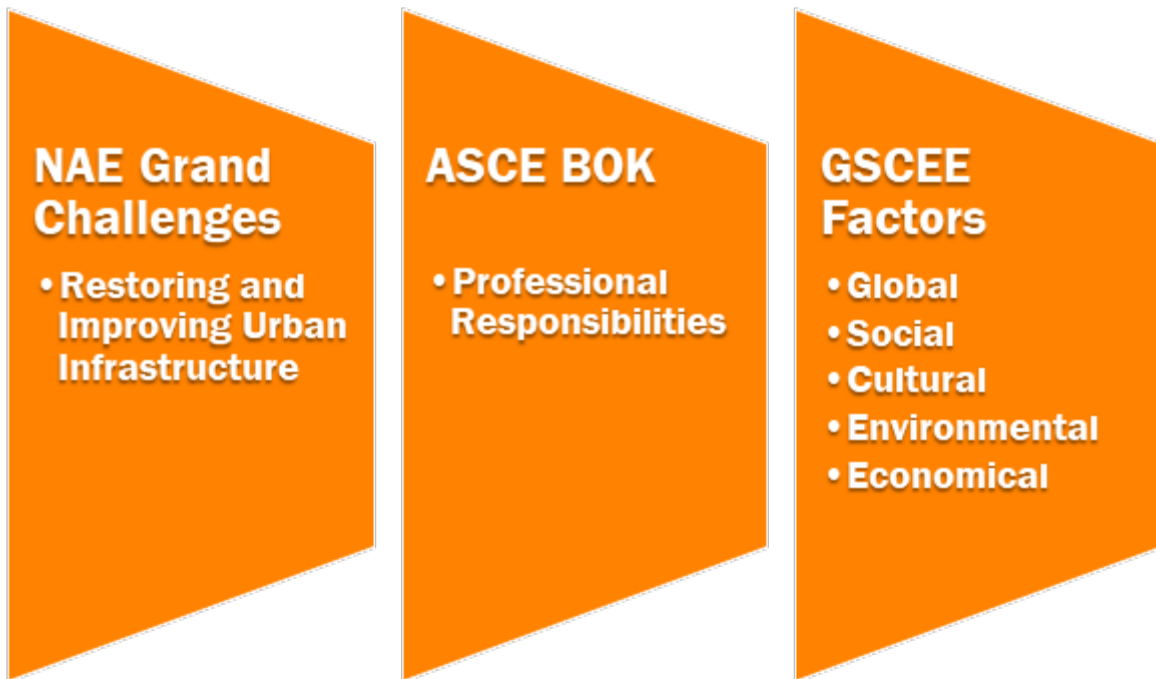 NAE Grand
Challenges
• Restoring and
Improving Urban
Infrastructure
ASCE BOK
• Professional
Responsibilities
GSCEE
Factors
• Global
• Social
• Cultural
• Environmental
• Economical